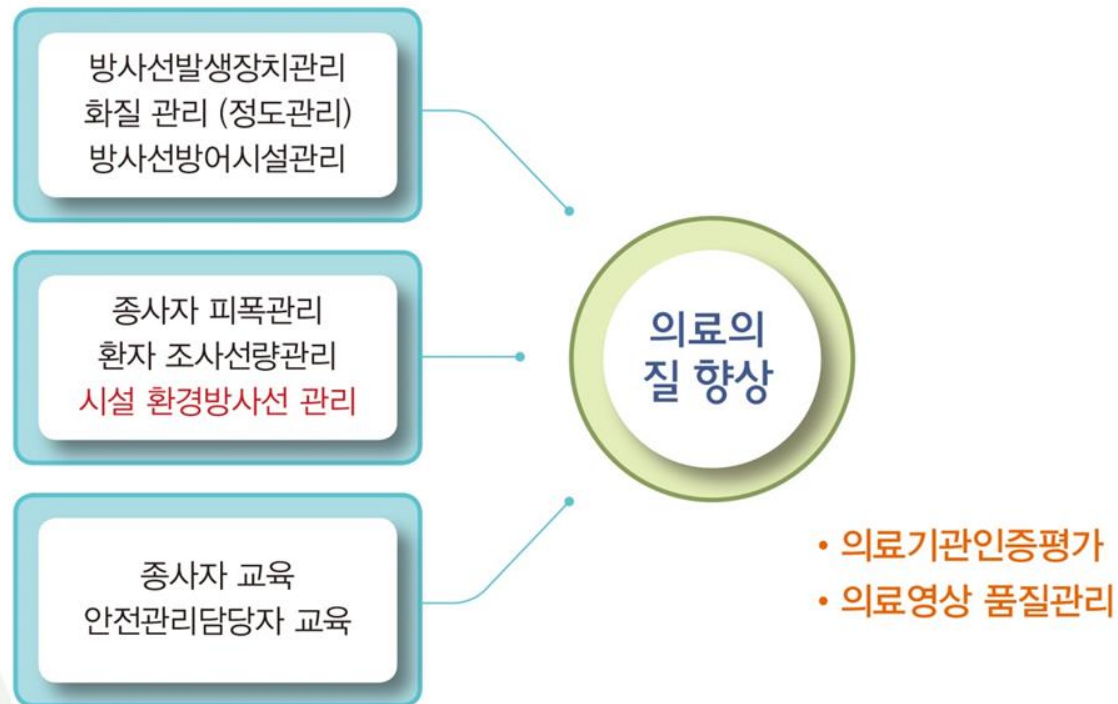 방사선발생장치관리
화질 관리 (정도관리)
방사선방어시설관리
종사자 피폭관리
환자 조사선량관리
시설 환경방사선 관리
종사자 교육
안전관리담당자 교육
의료의
질 향상
• 의료기관인증평가
• 의료영상 품질관리